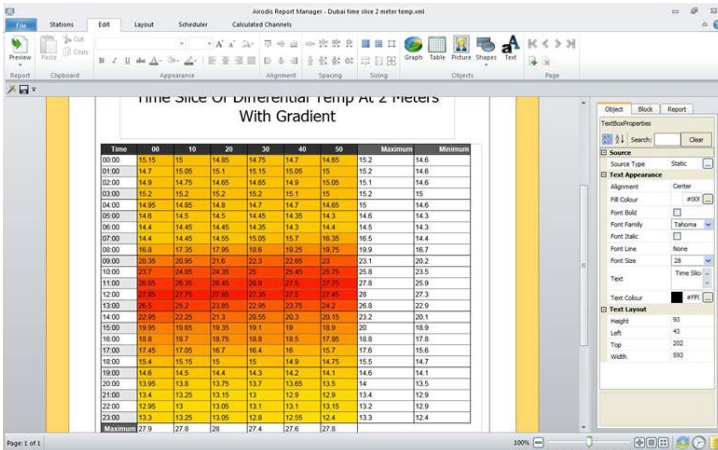 Airodis Report Manager - Dubai time slice 2 meter temp.xml
File Stations Edit Layout Scheduler Calculated Channels
Preview Paste Cut Copy Graph Table Picture Shapes Text
Report Clipboard Appearance Alignment Spacing Sizing Objects Page
Time Slice Of Differential Temp At 2 Meters
With Gradient
Time 00 10 20 30 40 50 Maximum Minimum
00:00 15.15 15 14.85 14.75 14.7 14.65 15.2 14.6
01:00 14.7 15.05 15.1 15.15 15.05 15 15.2 14.6
02:00 14.9 14.75 14.65 14.65 14.9 15.05 15.1 14.6
03:00 15.2 15.2 15.2 15.2 15.1 15 15.2 15
04:00 14.95 14.85 14.8 14.7 14.7 14.65 15 14.6
05:00 14.6 14.5 14.5 14.45 14.35 14.3 14.6 14.3
06:00 14.4 14.45 14.45 14.35 14.3 14.4 14.5 14.3
07:00 14.4 14.45 14.55 15.05 15.7 16.35 16.5 14.4
08:00 16.8 17.35 17.95 18.6 19.25 19.75 19.9 16.7
09:00 20.35 20.95 21.6 22.3 22.65 23 23.1 20.2
10:00 23.7 24.05 24.35 25 25.45 25.75 25.8 23.5
11:00 26.05 26.35 26.45 26.9 27.5 27.75 27.8 25.9
12:00 27.85 27.75 27.85 27.35 27.5 27.45 28 27.3
13:00 26.5 25.2 23.85 22.95 23.75 24.2 26.8 22.9
14:00 22.95 22.25 21.3 20.55 20.3 20.15 23.2 20.1
15:00 19.95 19.65 19.35 19.1 19 18.9 20 18.9
16:00 18.8 18.7 18.75 18.8 18.5 17.95 18.8 17.8
17:00 17.45 17.05 16.7 16.4 16 15.7 17.6 15.6
18:00 15.4 15.15 15 15 14.9 14.75 15.5 14.7
19:00 14.6 14.5 14.4 14.3 14.2 14.1 14.6 14.1
20:00 13.95 13.8 13.75 13.7 13.65 13.5 14 13.5
21:00 13.4 13.25 13.15 13 12.9 12.9 13.4 12.9
22:00 12.95 13 13.05 13.1 13.1 13.15 13.2 12.9
23:00 13.3 13.25 13.05 12.8 12.55 12.4 13.3 12.4
Maximum 27.9 27.8 28 27.4 27.6 27.8
Object Block Report
TextBoxProperties
Search: Clear
Source
Source Type Static
Text Appearance
Alignment Center
Fill Colour
Font Bold
Font Family Tahoma
Font Italic
Font Line None
Font Size 28
Text Time Slic
Text Colour
Text Layout
Height 93
Left 43
Top 202
Width 593
Page: 1 of 1 100%